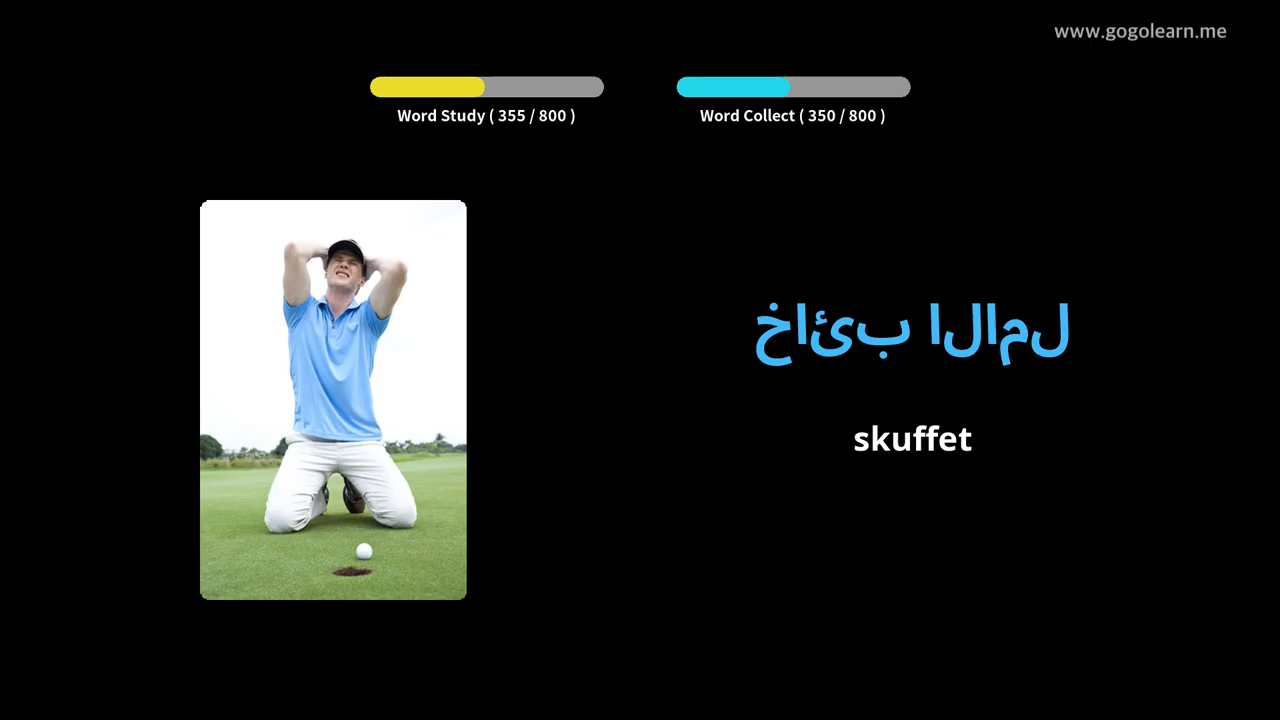 www.gogolearn.me
Word Study ( 355 / 800 )
Word Collect ( 350 / 800 )
خائب الامل
skuffet